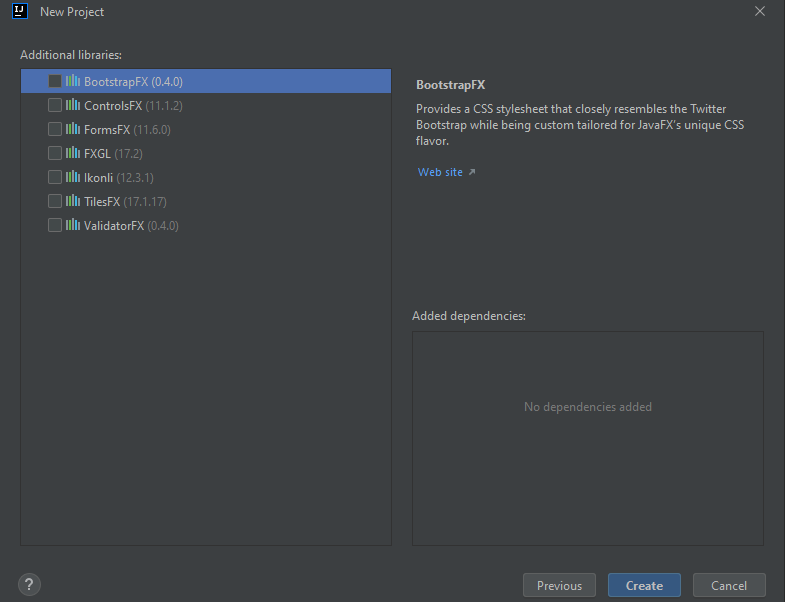 IJ
New Project
Additional libraries:
BootstrapFX (0.4.0)
ControlsFX (11.1.2)
FormsFX (11.6.0)
FXGL (17.2)
Ikonli (12.3.1)
TilesFX (17.1.17)
ValidatorFX (0.4.0)
BootstrapFX
Provides a CSS stylesheet that closely resembles the Twitter
Bootstrap while being custom tailored for JavaFX's unique CSS
flavor.
Web site ↗
Added dependencies:
No dependencies added
?
Previous
Create
Cancel